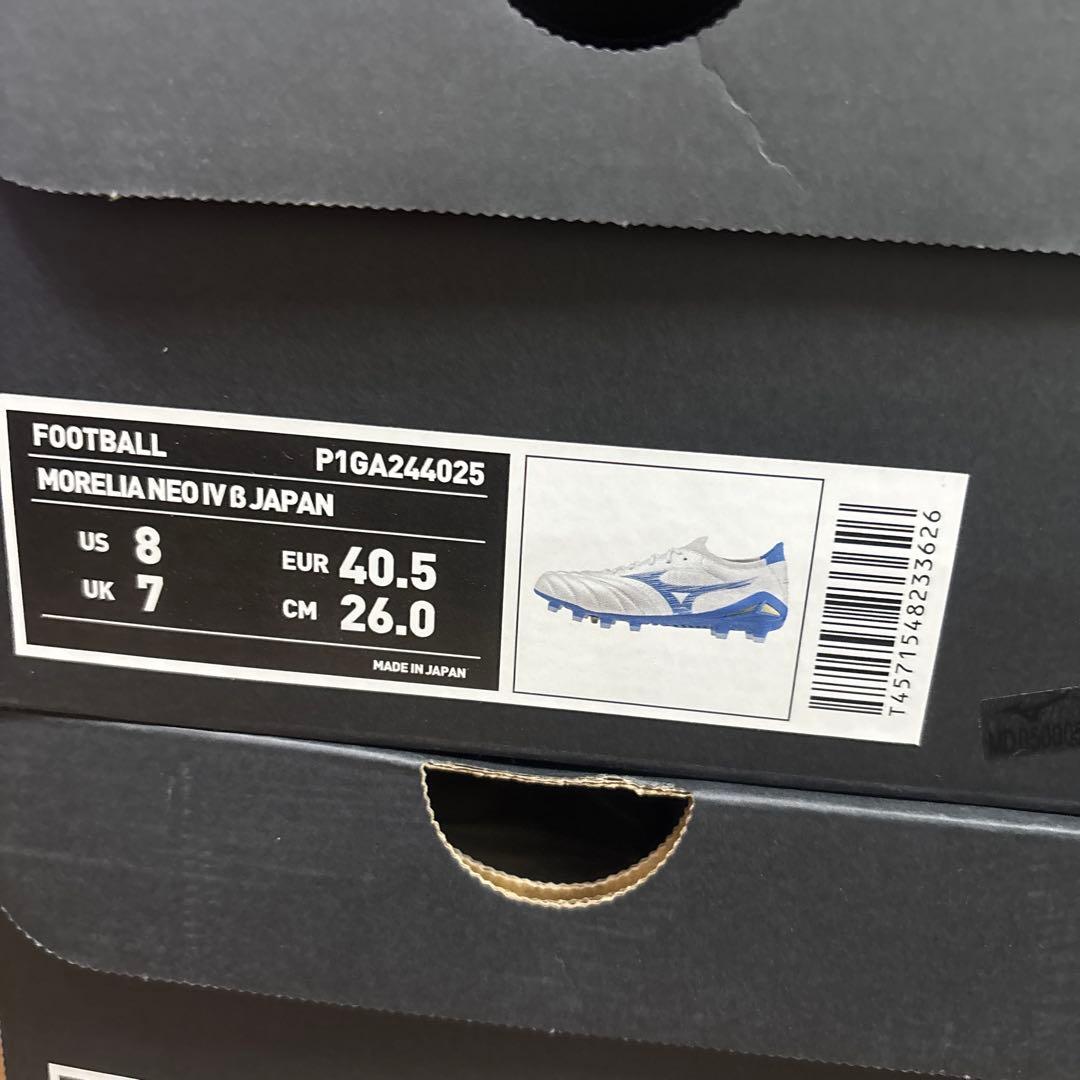 FOOTBALL
P1GA244025
MORELIA NEO IV β JAPAN
US 8
EUR 40.5
UK 7
CM 26.0
MADE IN JAPAN
T4571548233626